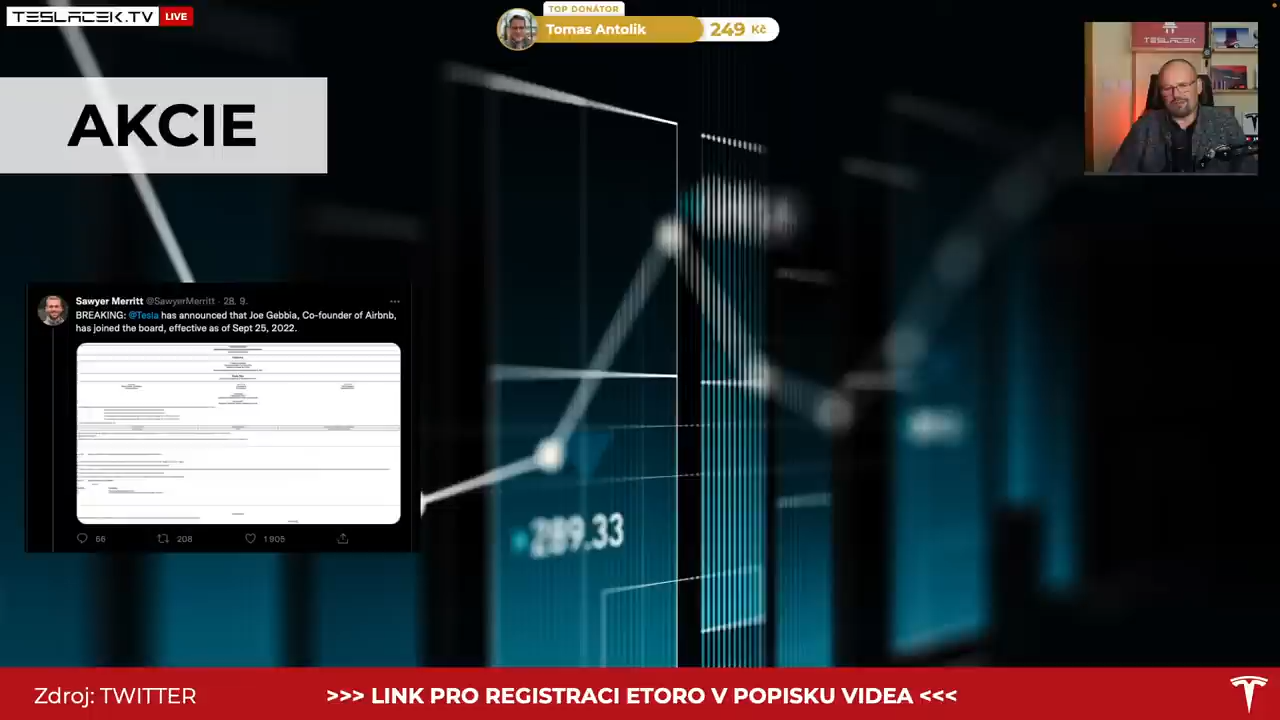 TESLACEK.TV LIVE
TOP DONÁTOR
Tomas Antolik 249 Kč
TESLACEK
AKCIE
Sawyer Merritt @SawyerMerritt · 28. 9.
BREAKING: @Tesla has announced that Joe Gebbia, Co-founder of Airbnb,
has joined the board, effective as of Sept 25, 2022.
66 208 1 905
289.33
Zdroj: TWITTER
>>> LINK PRO REGISTRACI ETORO V POPISKU VIDEA <<<